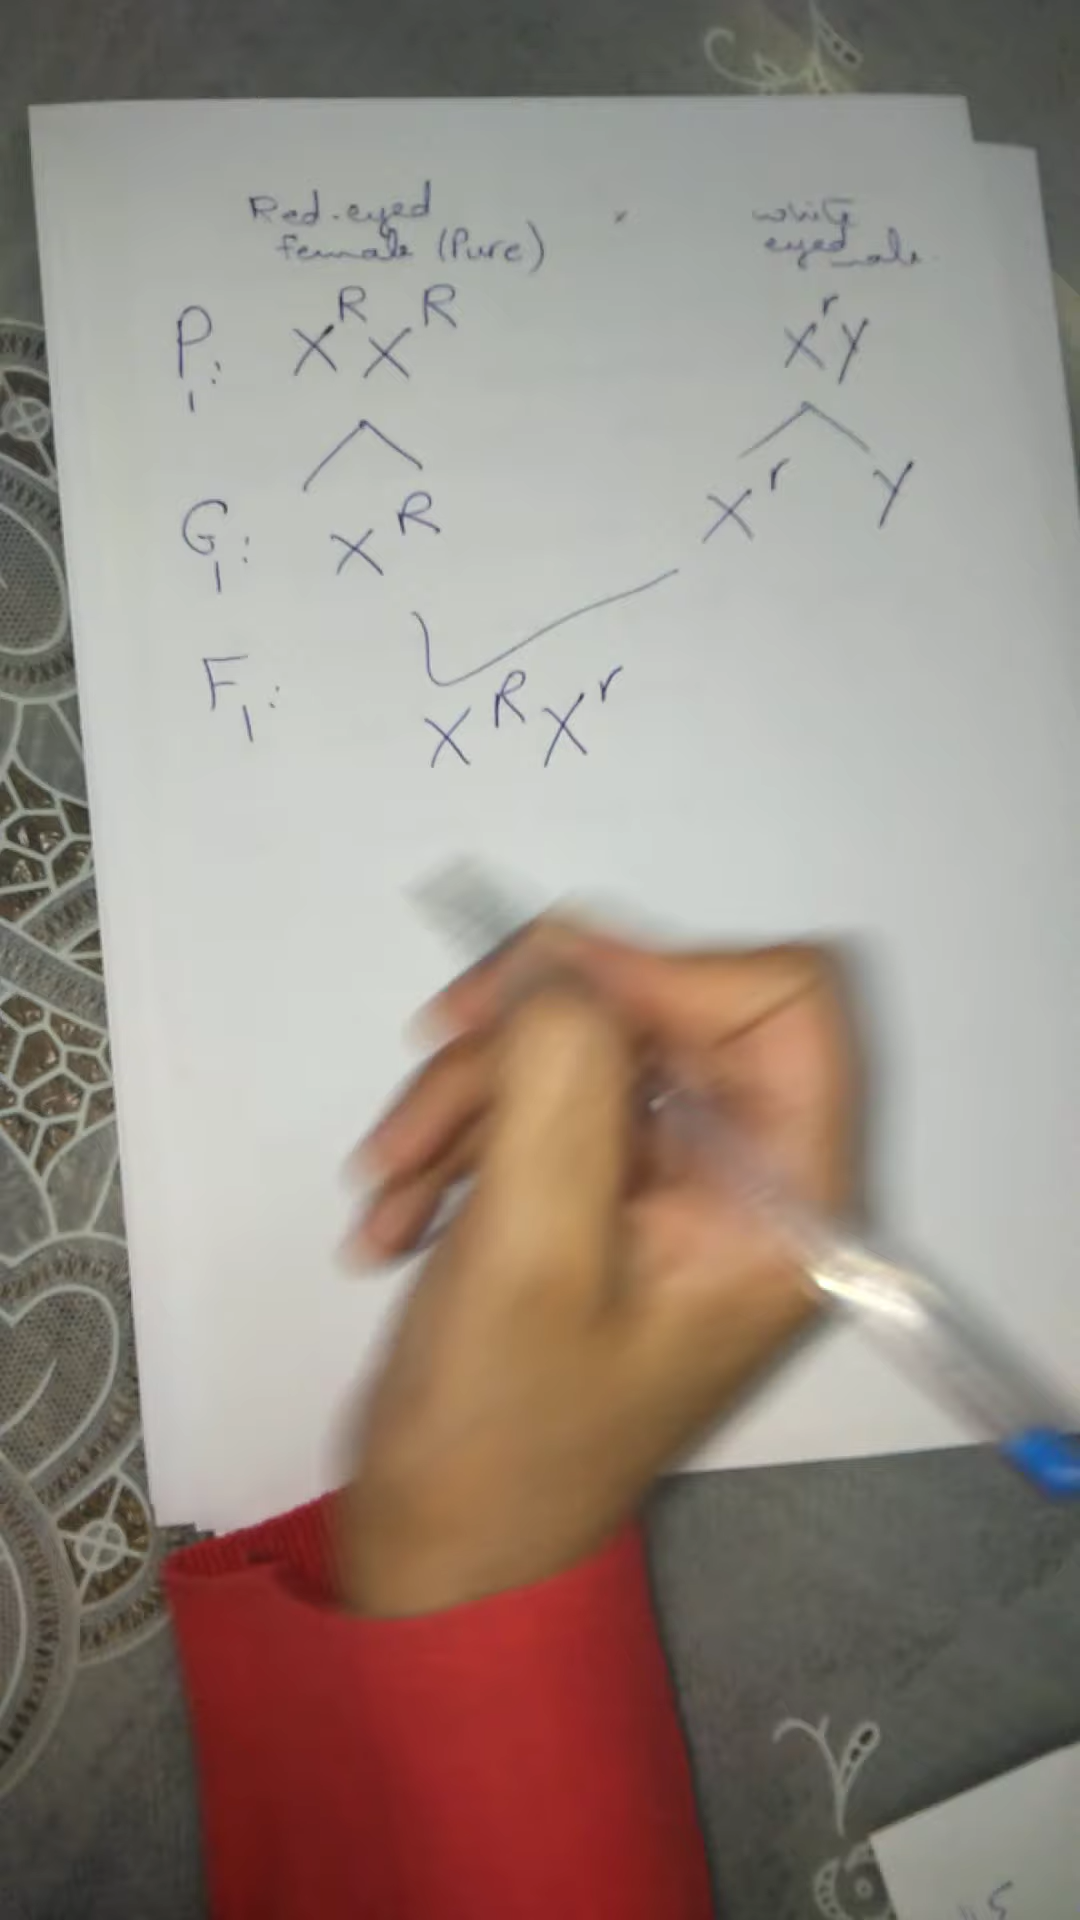 Red-eyed × white
female (Pure) eyed male
P1: X^R X^R X^r Y
G1: X^R X^r Y
F1: X^R X^r